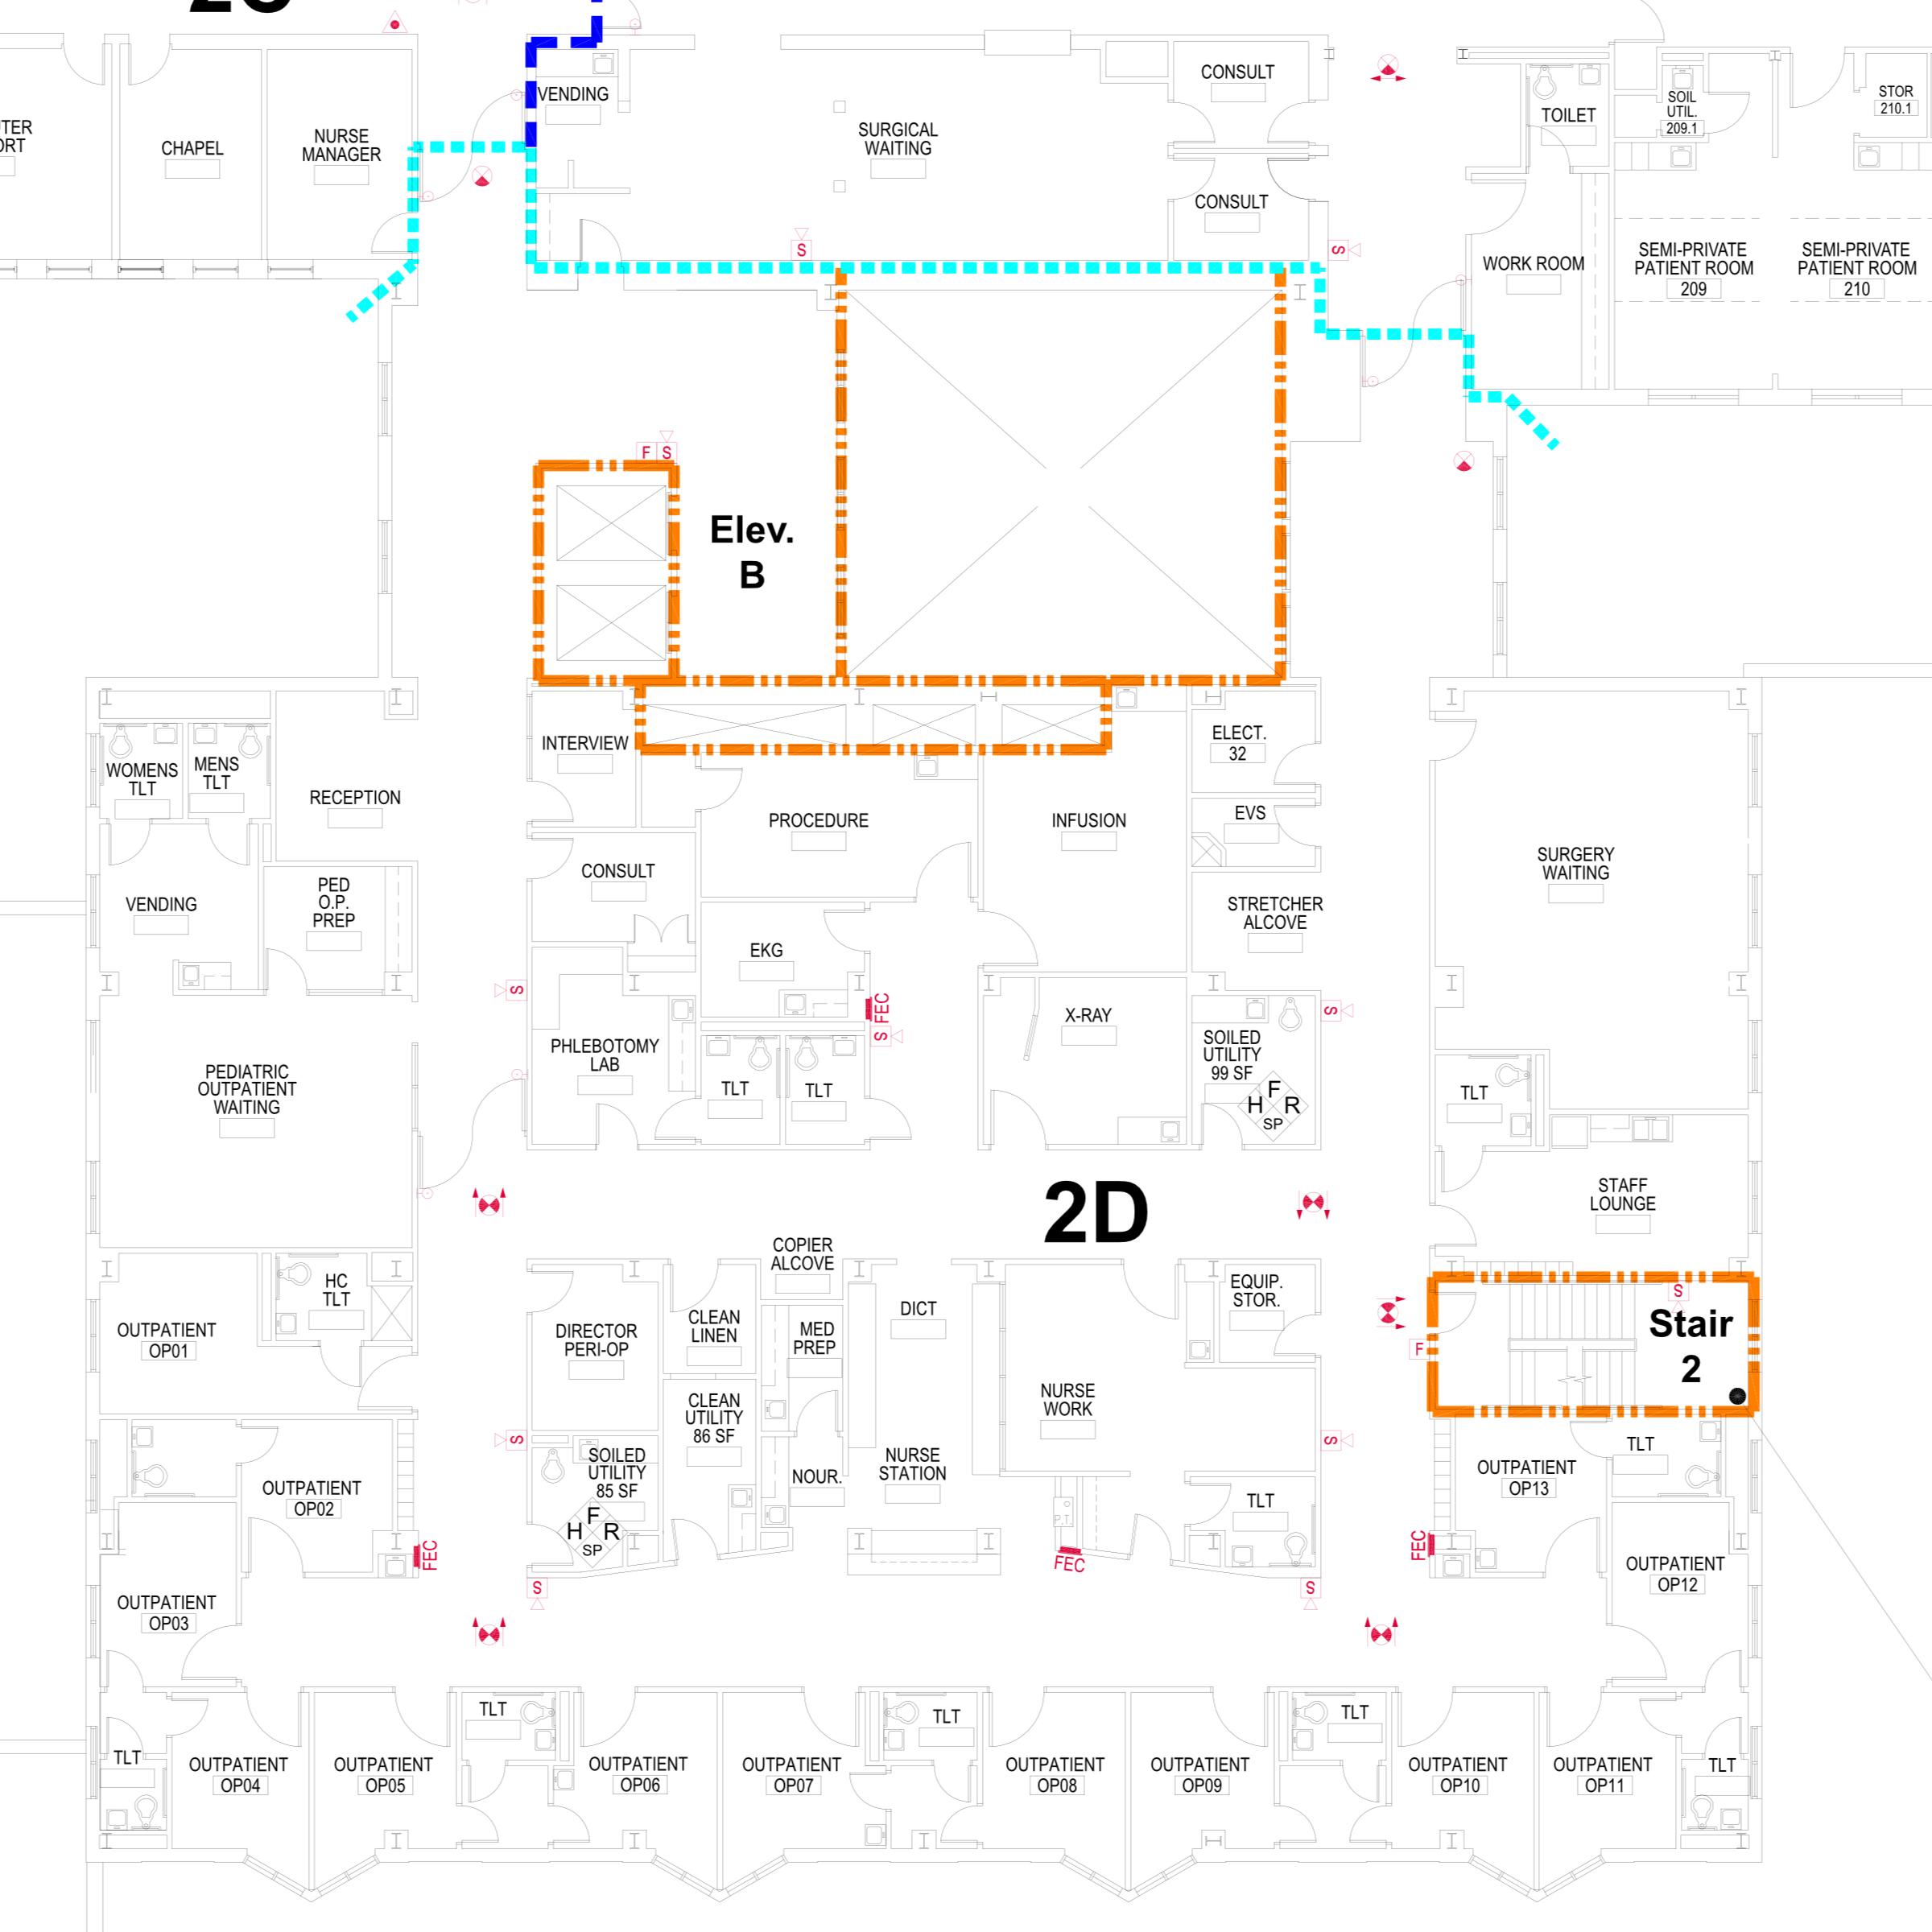 VENDING
CONSULT
TOILET
SOIL
UTIL.
209.1
STOR
210.1
CHAPEL
NURSE
MANAGER
SURGICAL
WAITING
CONSULT
S
S
WORK ROOM
SEMI-PRIVATE
PATIENT ROOM
209
SEMI-PRIVATE
PATIENT ROOM
210
F S
Elev.
B
INTERVIEW
ELECT.
32
WOMENS
TLT
MENS
TLT
RECEPTION
PROCEDURE
INFUSION
EVS
CONSULT
SURGERY
WAITING
PED
O.P.
PREP
VENDING
STRETCHER
ALCOVE
EKG
S
FEC
S
S
X-RAY
PHLEBOTOMY
LAB
SOILED
UTILITY
99 SF
F
H R
SP
PEDIATRIC
OUTPATIENT
WAITING
TLT
TLT
TLT
2D
STAFF
LOUNGE
COPIER
ALCOVE
HC
TLT
EQUIP.
STOR.
S
OUTPATIENT
OP01
DIRECTOR
PERI-OP
CLEAN
LINEN
MED
PREP
DICT
Stair
2
F
NURSE
WORK
CLEAN
UTILITY
86 SF
S
S
SOILED
UTILITY
85 SF
F
H R
SP
NOUR.
NURSE
STATION
TLT
TLT
OUTPATIENT
OP13
OUTPATIENT
OP02
FEC
FEC
FEC
OUTPATIENT
OP12
S
S
OUTPATIENT
OP03
TLT
TLT
TLT
TLT
OUTPATIENT
OP04
OUTPATIENT
OP05
OUTPATIENT
OP06
OUTPATIENT
OP07
OUTPATIENT
OP08
OUTPATIENT
OP09
OUTPATIENT
OP10
OUTPATIENT
OP11
TLT